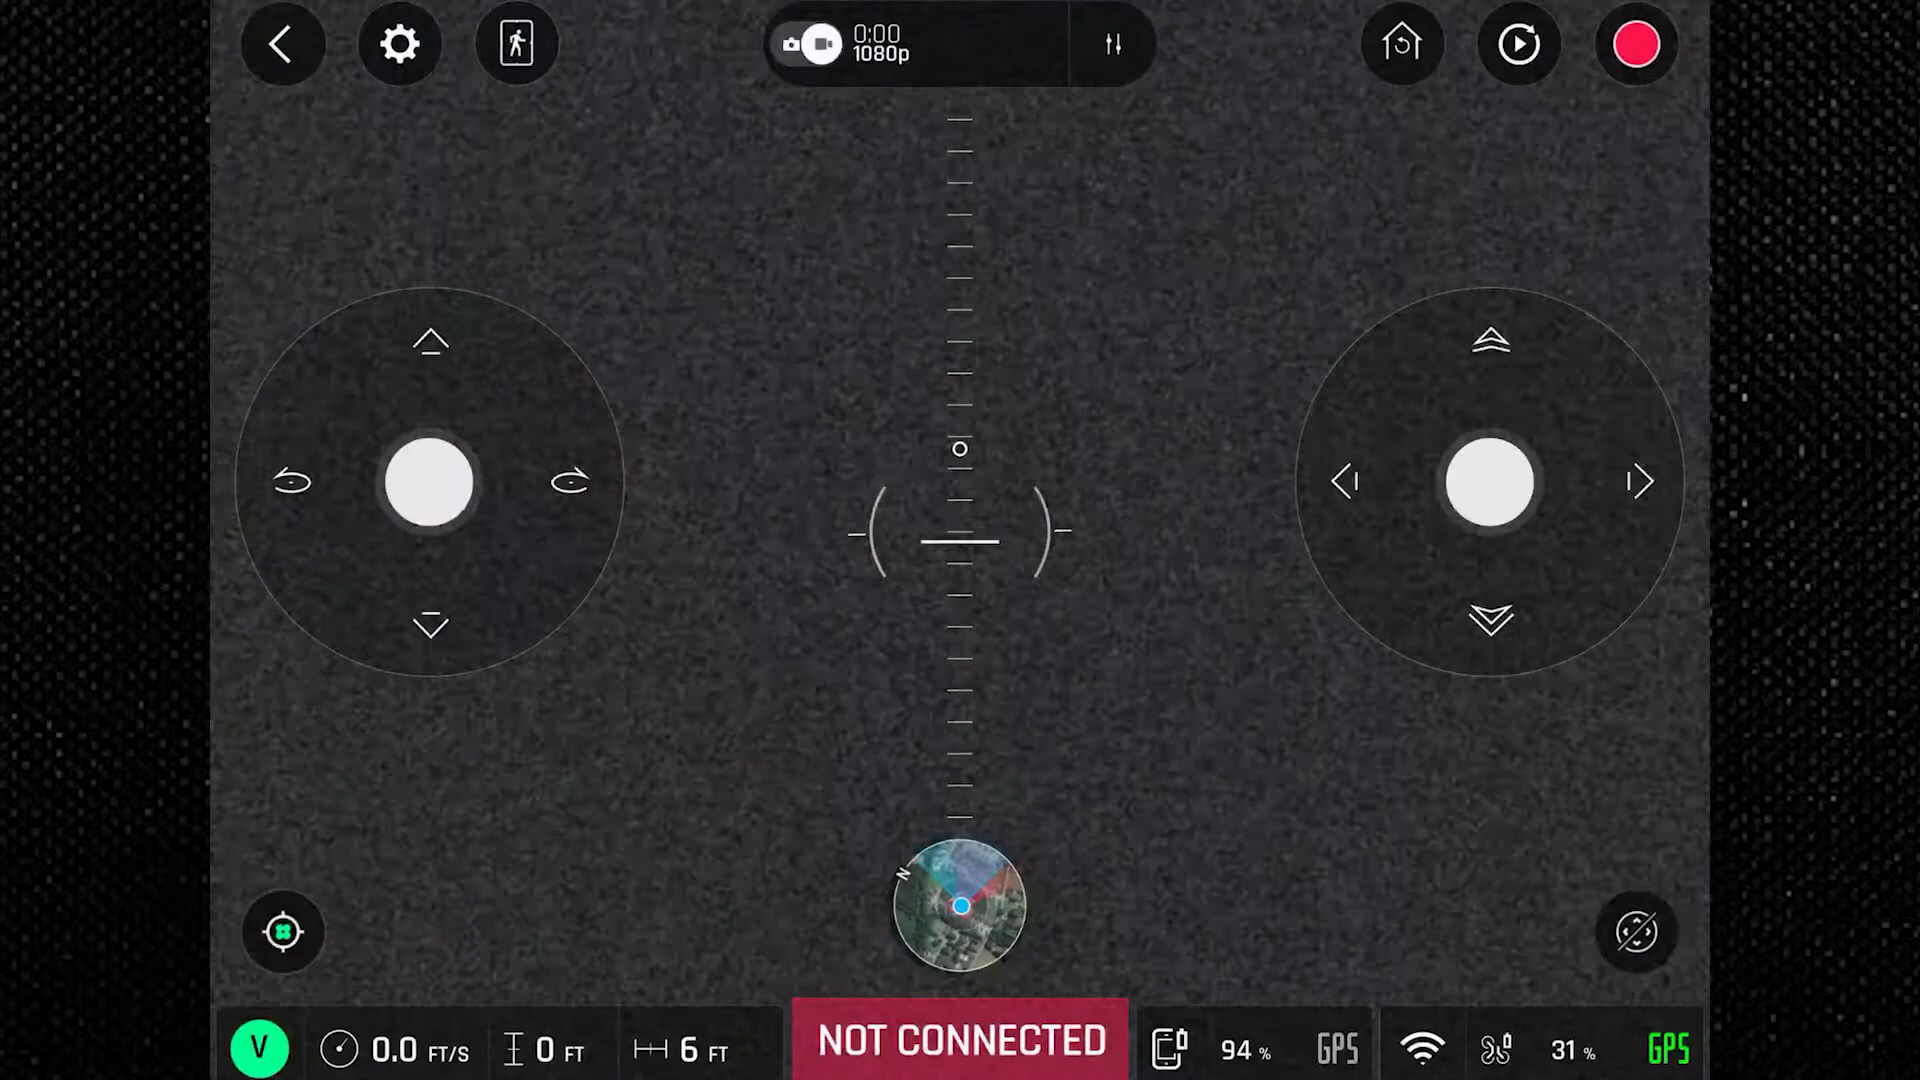 0:00
1080p
N
V
0.0 FT/S
0 FT
6 FT
NOT CONNECTED
94 %
GPS
31 %
GPS